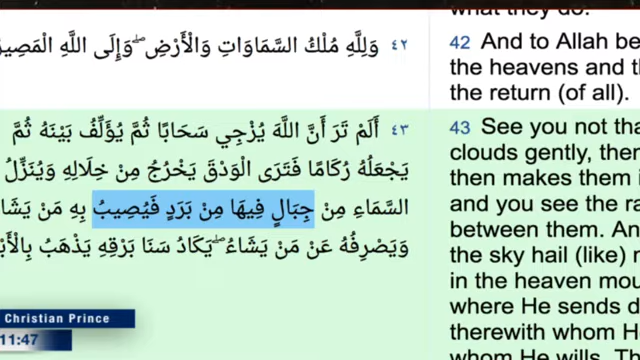 what they do.
٤٢ وَلِلَّهِ مُلْكُ السَّمَاوَاتِ وَالْأَرْضِ ۖ وَإِلَى اللَّهِ الْمَصِيرُ
٤٣ أَلَمْ تَرَ أَنَّ اللَّهَ يُزْجِي سَحَابًا ثُمَّ يُؤَلِّفُ بَيْنَهُ ثُمَّ
يَجْعَلُهُ رُكَامًا فَتَرَى الْوَدْقَ يَخْرُجُ مِنْ خِلَالِهِ وَيُنَزِّلُ
السَّمَاءِ مِنْ جِبَالٍ فِيهَا مِنْ بَرَدٍ فَيُصِيبُ بِهِ مَنْ يَشَاءُ
وَيَصْرِفُهُ عَنْ مَنْ يَشَاءُ ۖ يَكَادُ سَنَا بَرْقِهِ يَذْهَبُ
42 And to Allah be
the heavens and th
the return (of all).
43 See you not tha
clouds gently, then
then makes them i
and you see the ra
between them. An
the sky hail (like)
in the heaven mou
where He sends d
therewith whom H
whom He wills. Th
Christian Prince
11:47